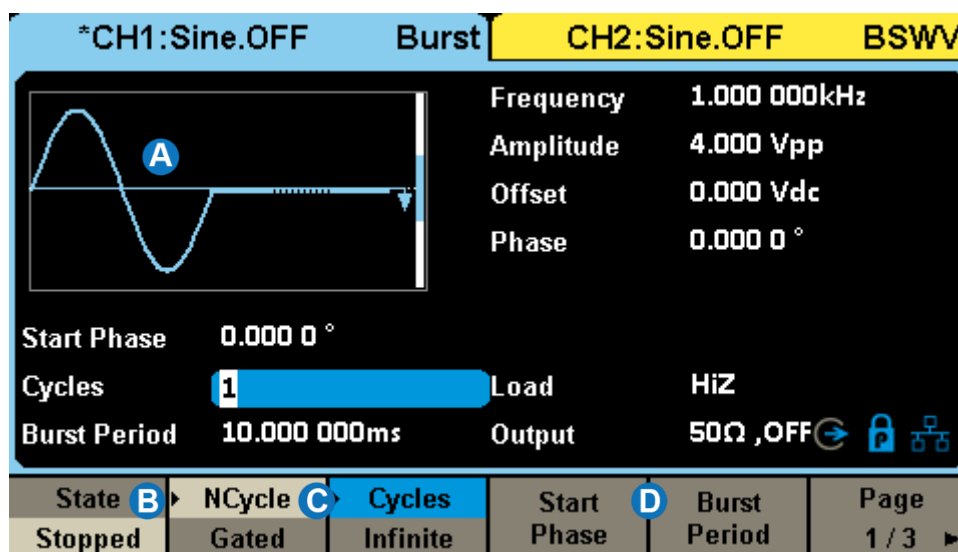 *CH1:Sine.OFF Burst CH2:Sine.OFF BSWV
Frequency 1.000 000kHz
A
Amplitude 4.000 Vpp
Offset 0.000 Vdc
Phase 0.000 0 °
Start Phase 0.000 0 °
Cycles 1 Load HiZ
Burst Period 10.000 000ms Output 50Ω ,OFF P
State B NCycle C Cycles Start D Burst Page
Stopped Gated Infinite Phase Period 1 / 3